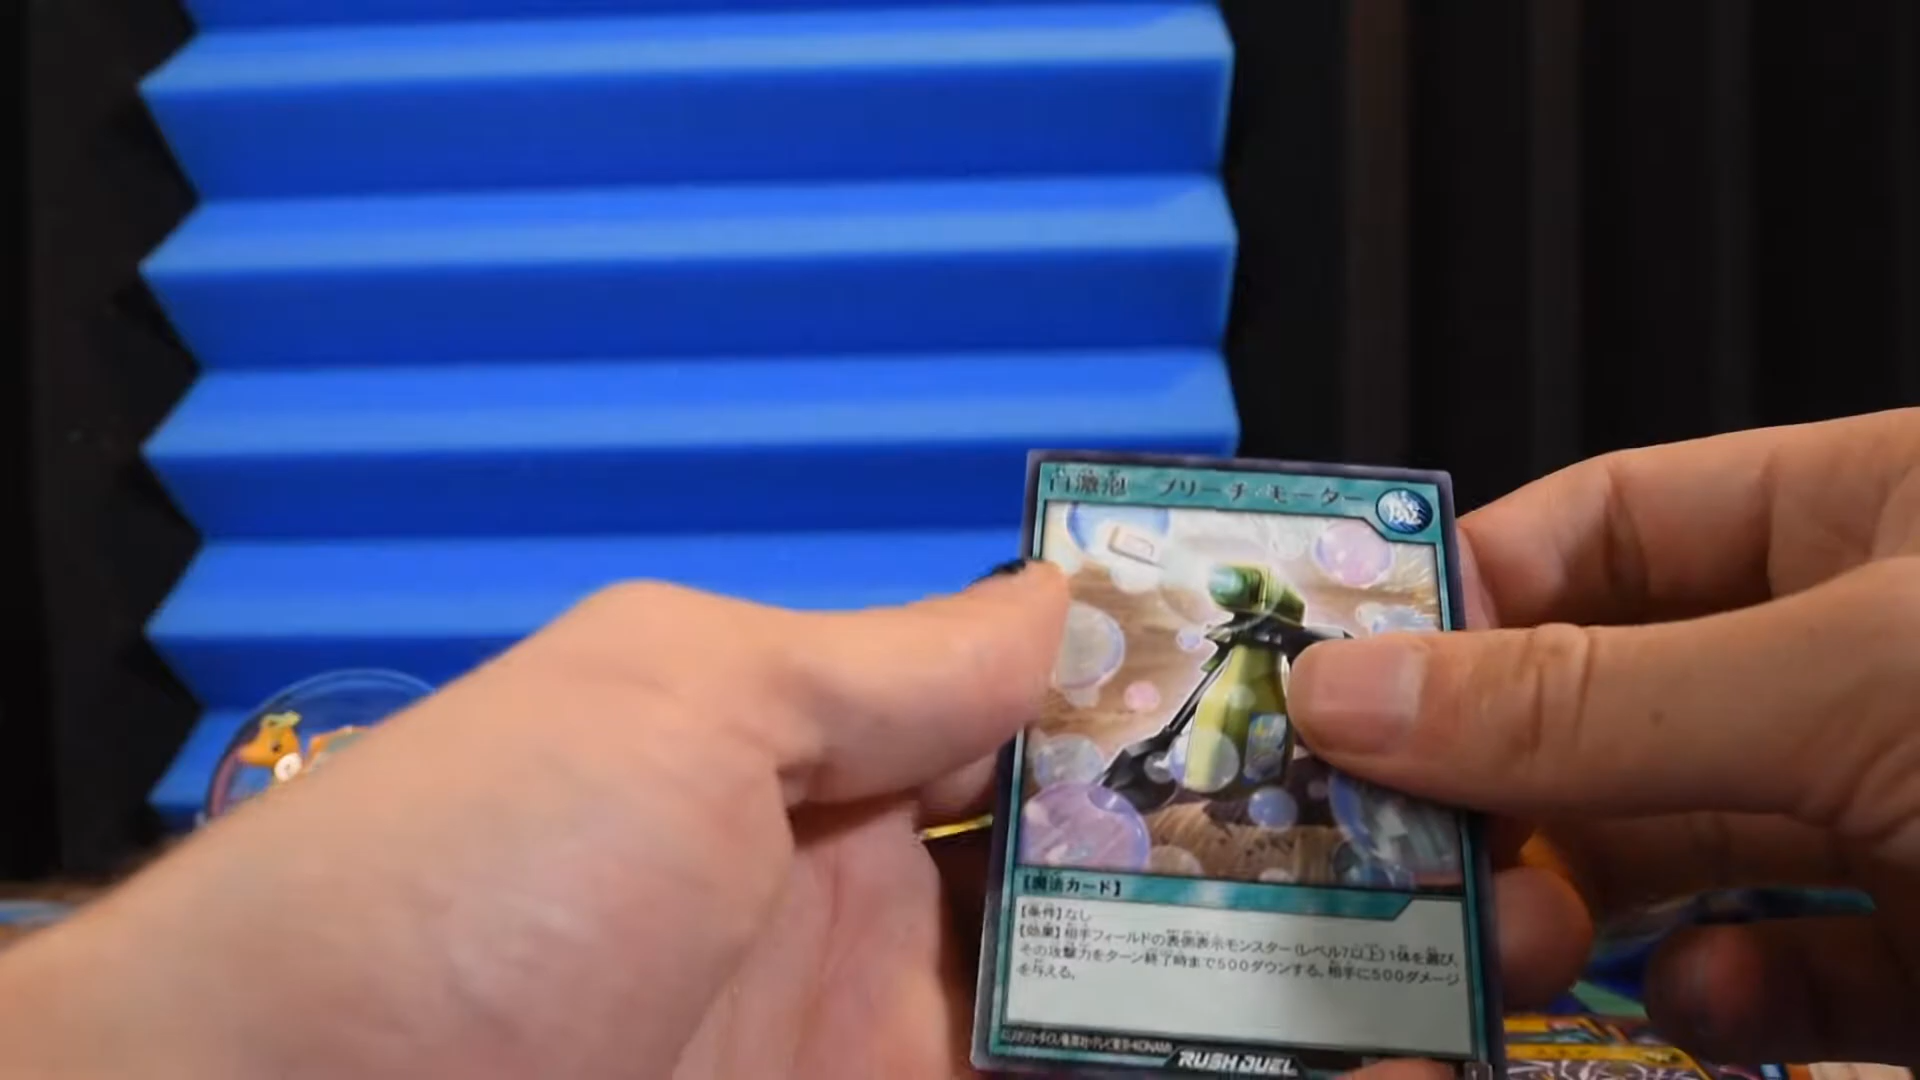 白濁泡－ブリーチ・モーター
魔
【魔法カード】
【条件】なし
【効果】相手フィールドの表側表示モンスター(レベル7以上)1体を選び、
その攻撃力をターン終了時まで500ダウンする。相手に500ダメージ
を与える。
RUSH DUEL